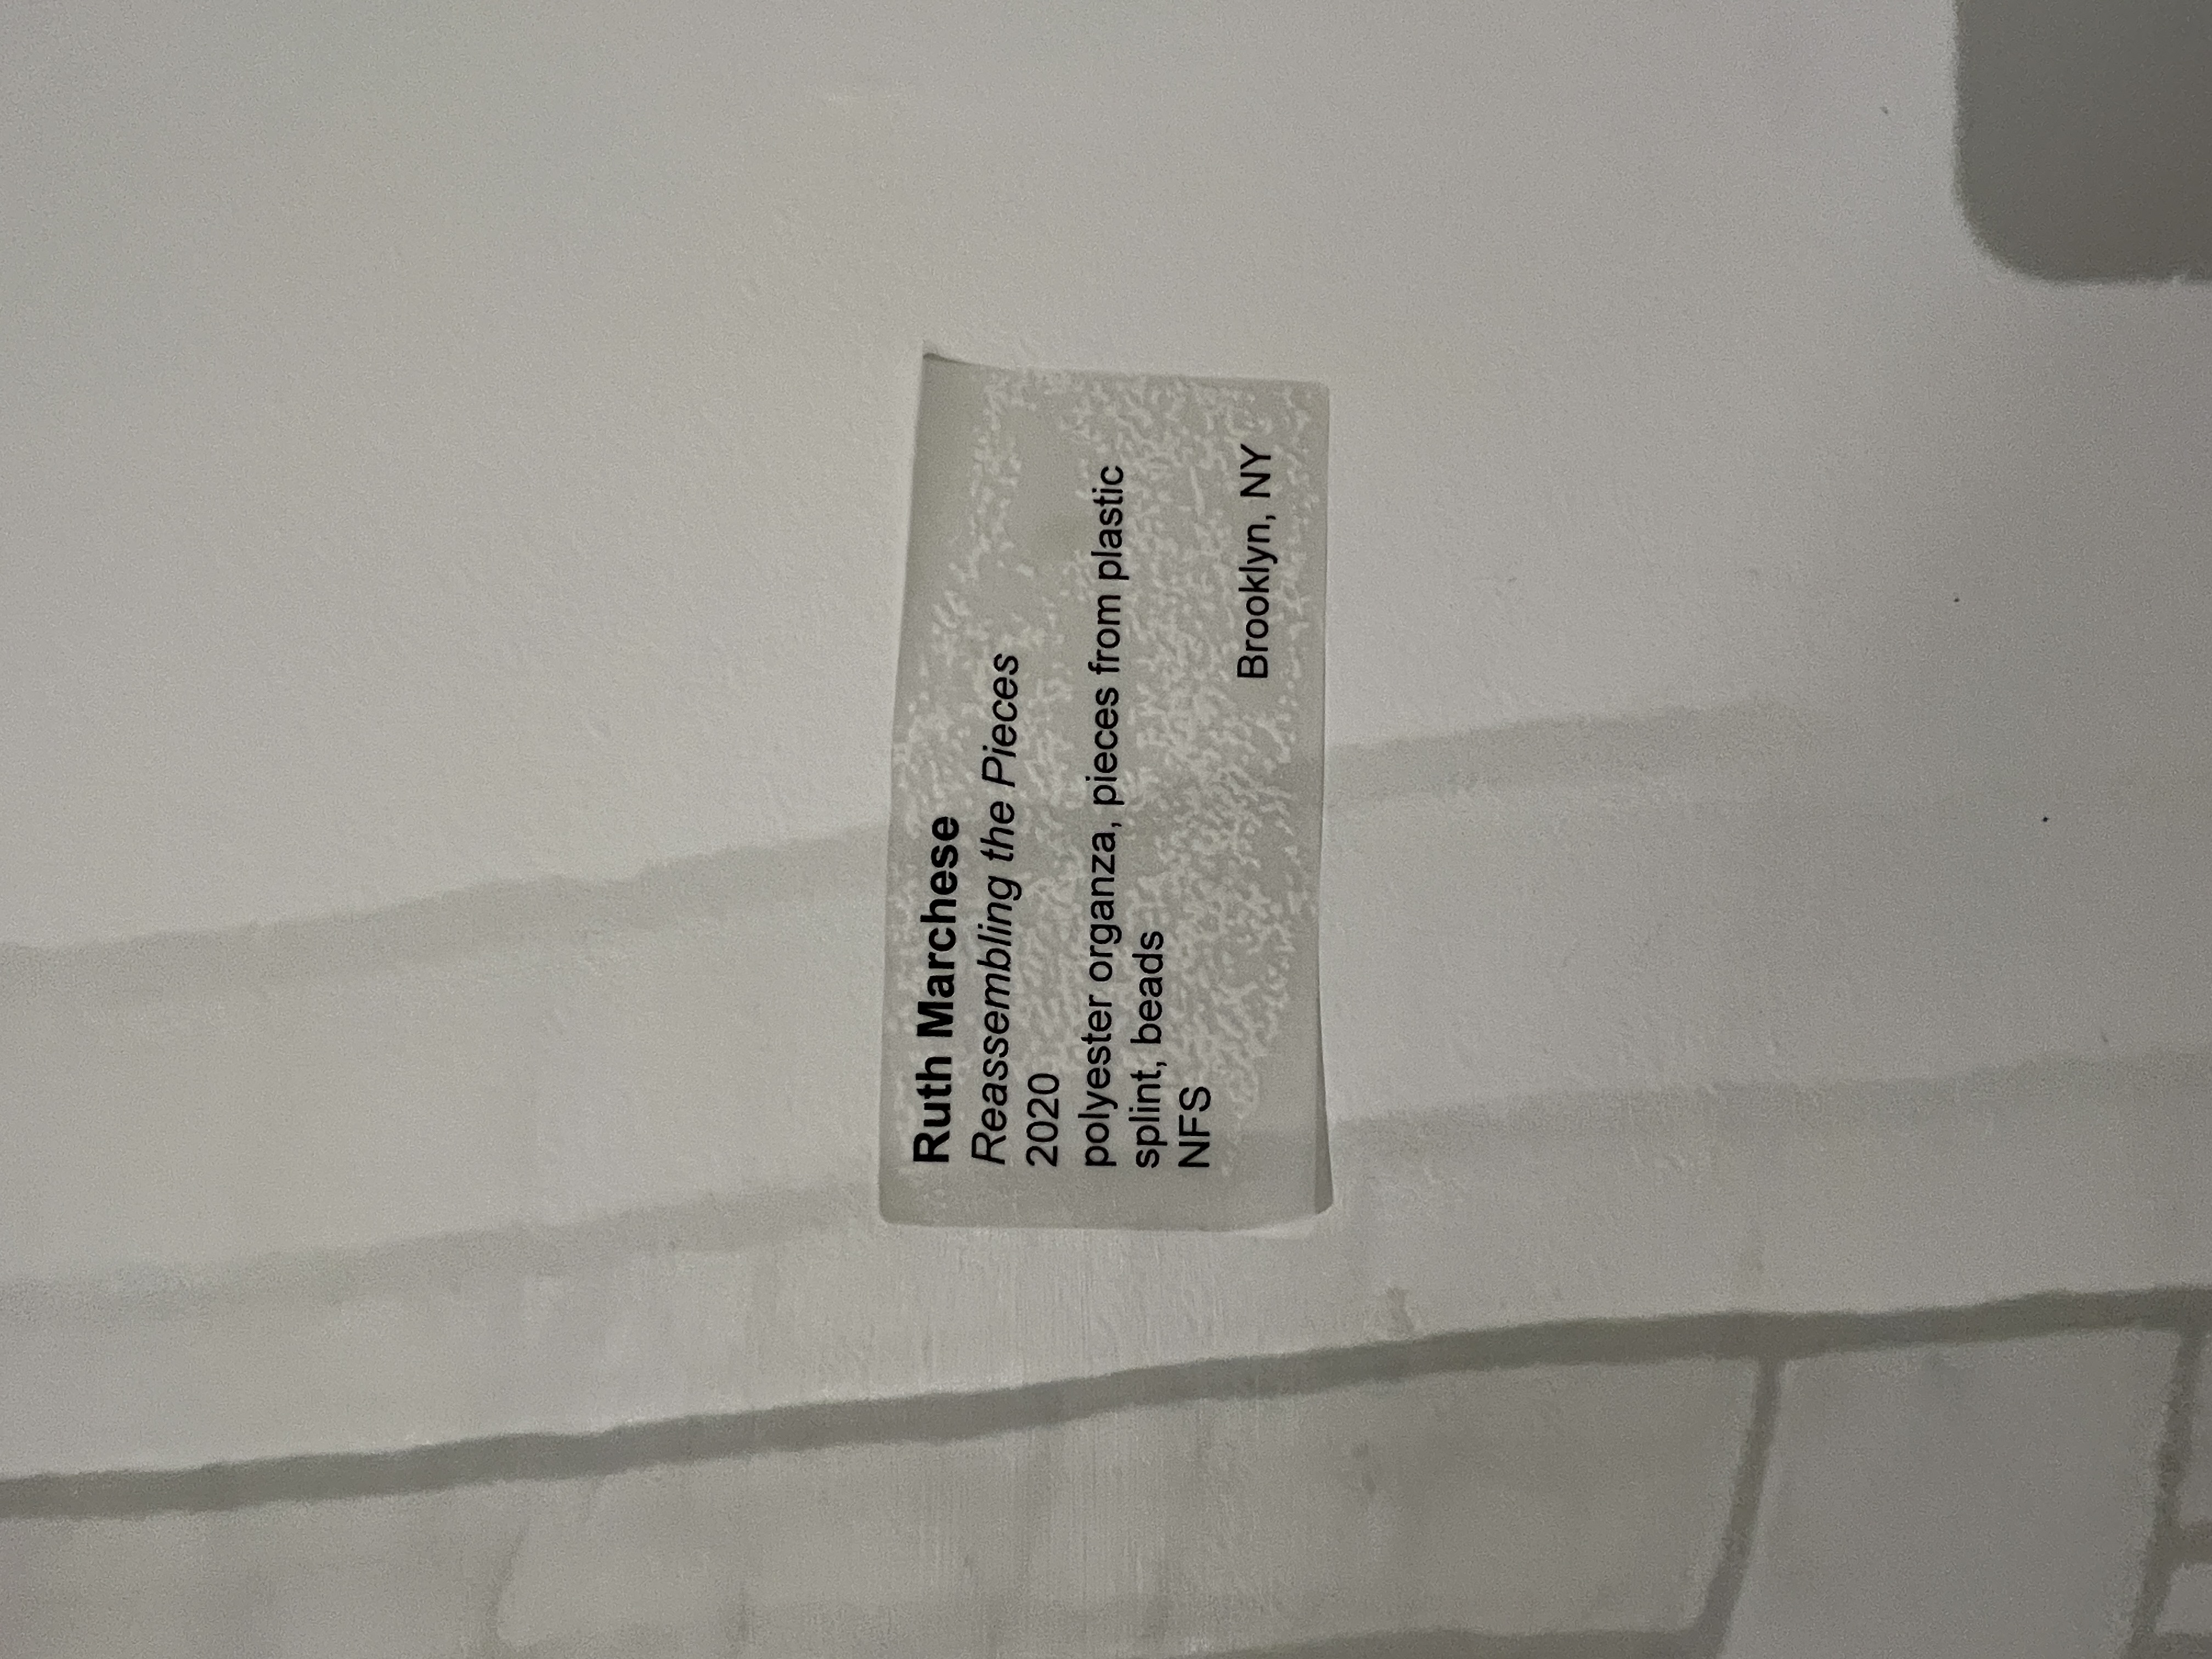 Ruth Marchese
Reassembling the Pieces
2020
polyester organza, pieces from plastic
splint, beads
NFS
Brooklyn, NY